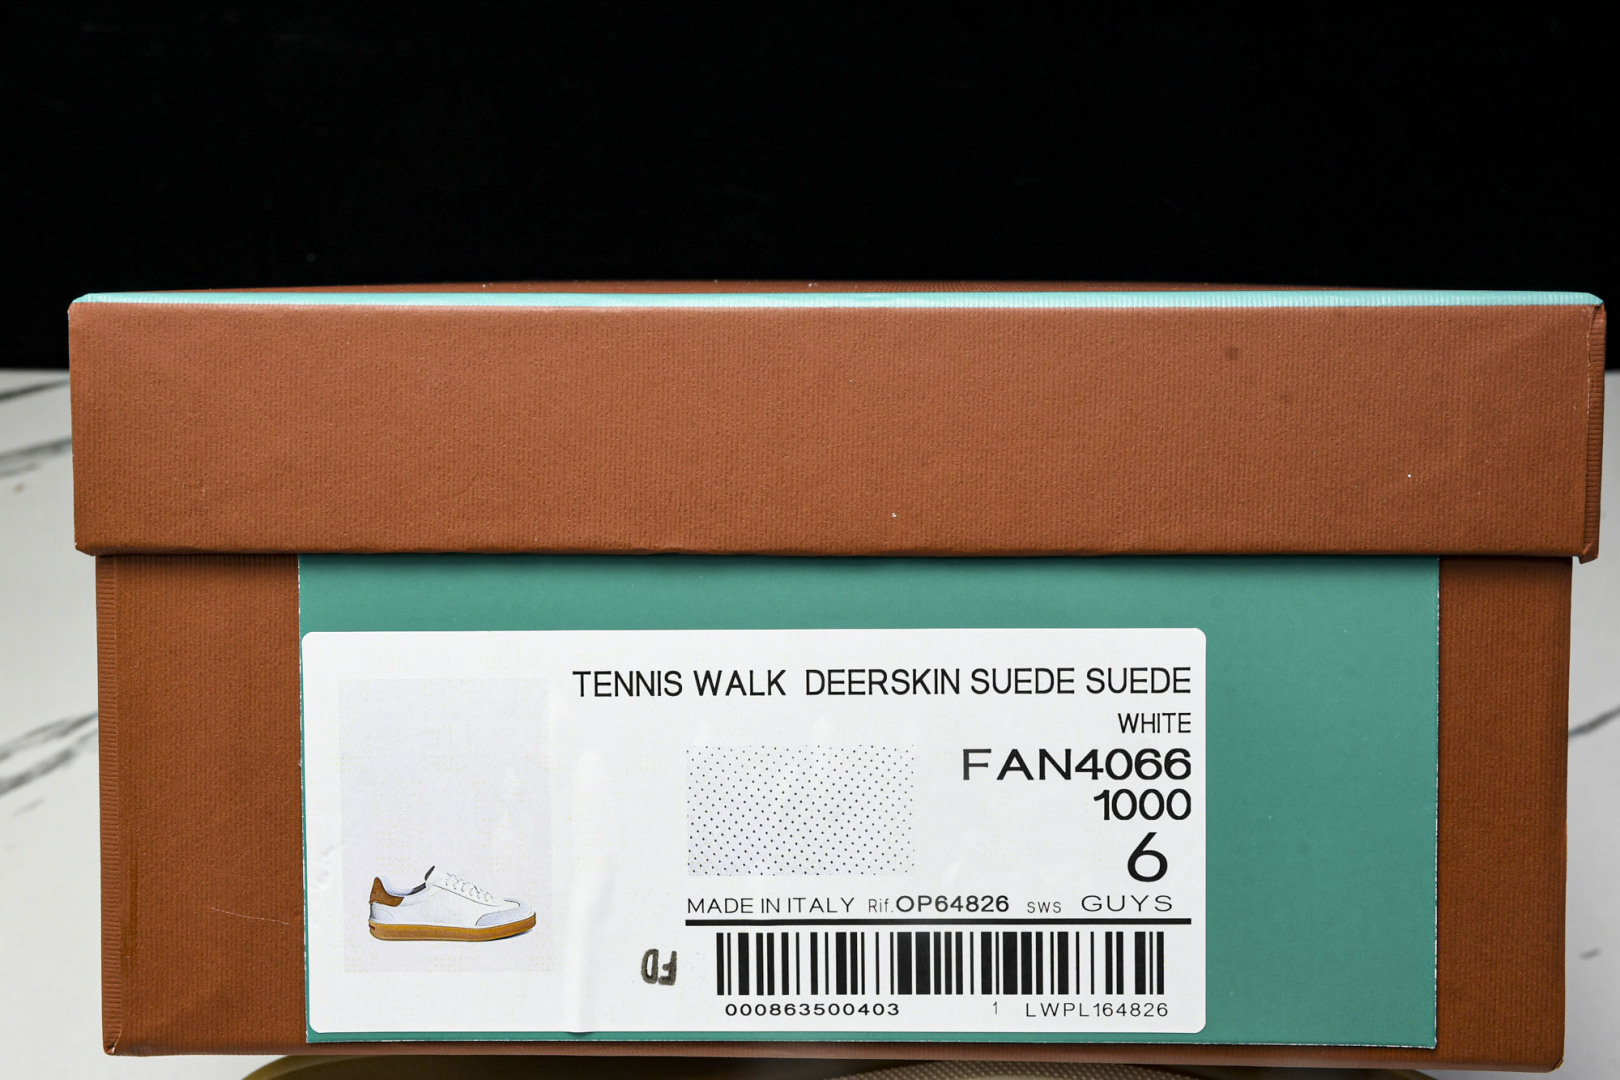 TENNIS WALK DEERSKIN SUEDE SUEDE
WHITE
FAN4066
1000
6
MADE IN ITALY Rif.OP64826 SWS GUYS
FD
000863500403 1 LWPL164826